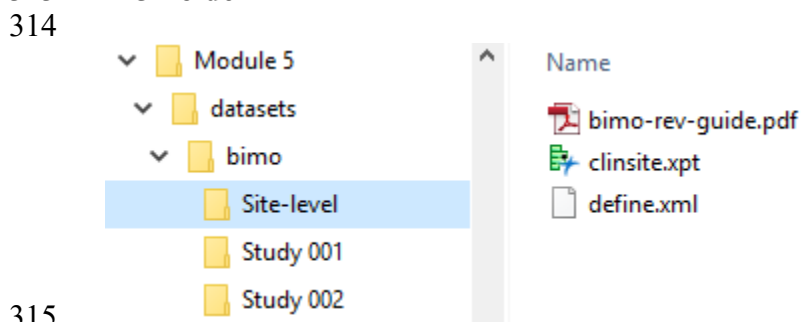 314
Module 5
datasets
bimo
Site-level
Study 001
Study 002
Name
bimo-rev-guide.pdf
clinsite.xpt
define.xml
315